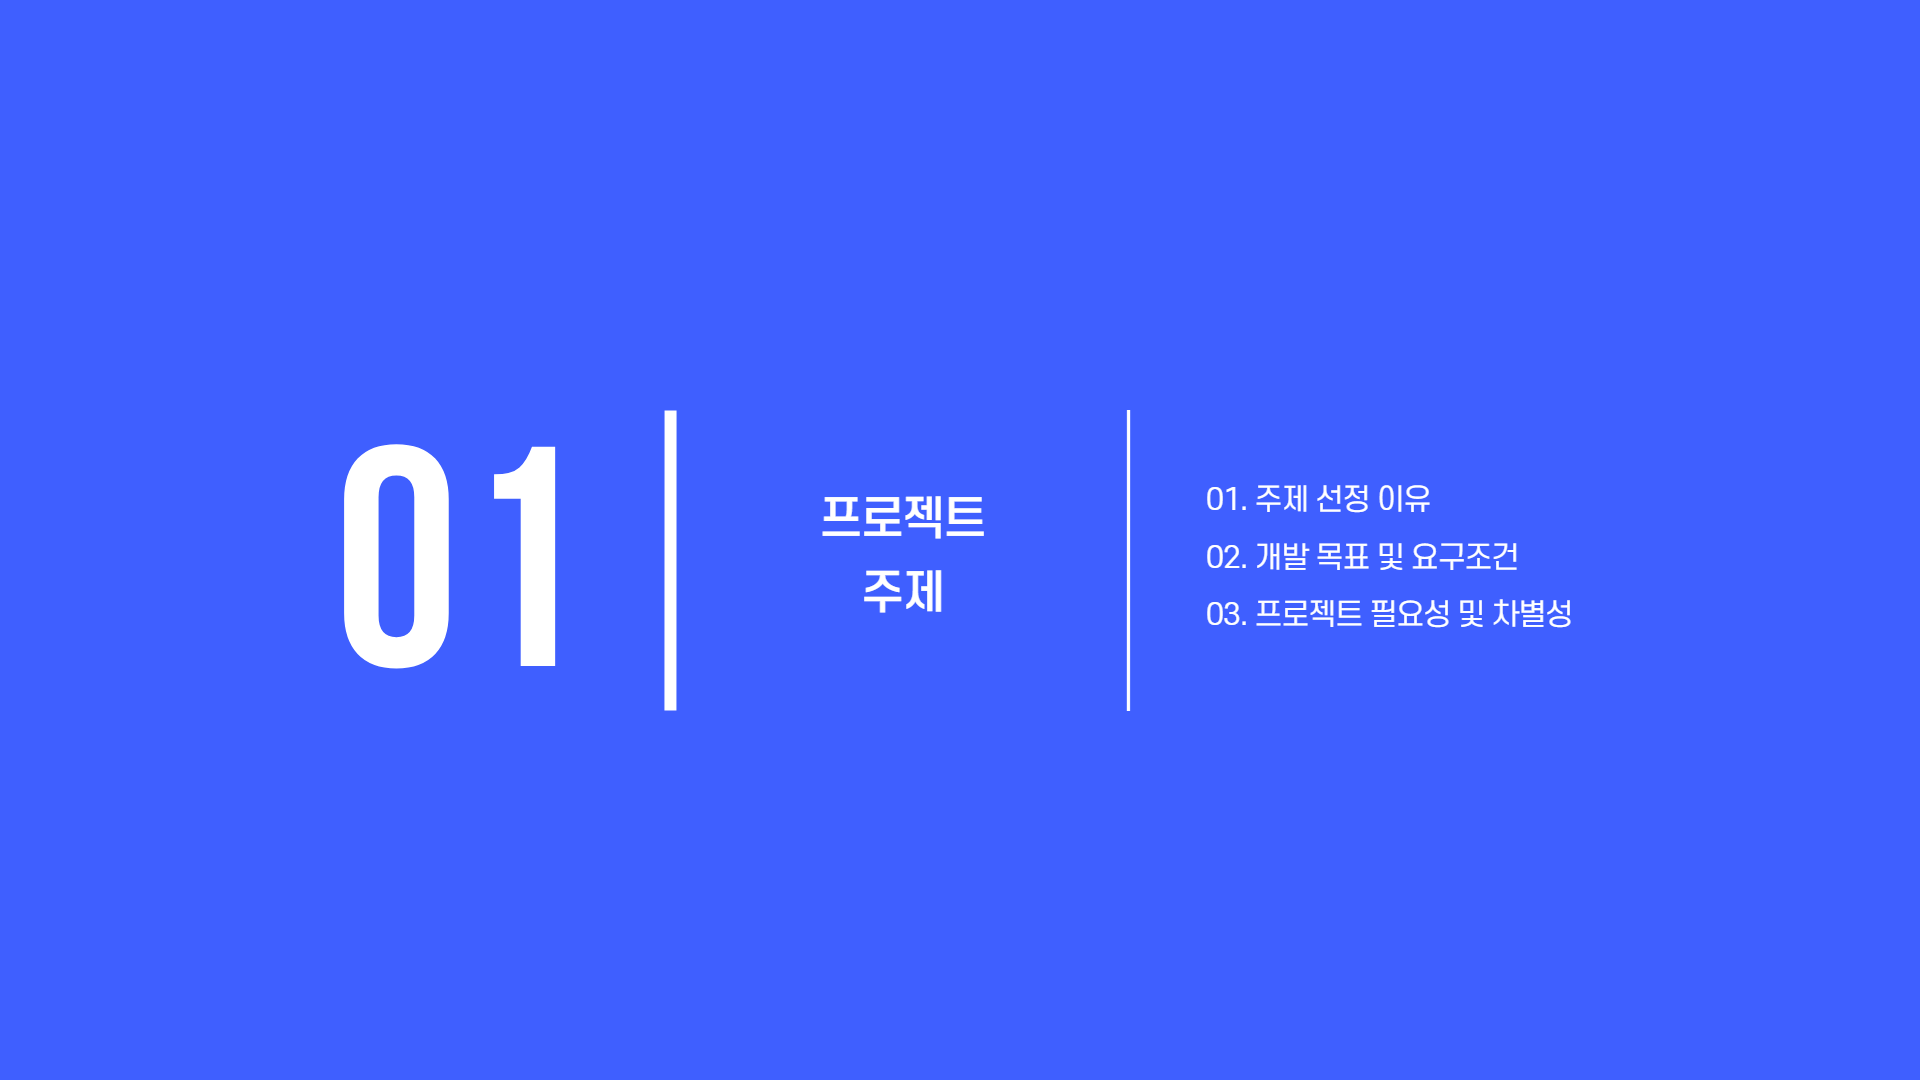 01
프로젝트
주제
01. 주제 선정 이유
02. 개발 목표 및 요구조건
03. 프로젝트 필요성 및 차별성